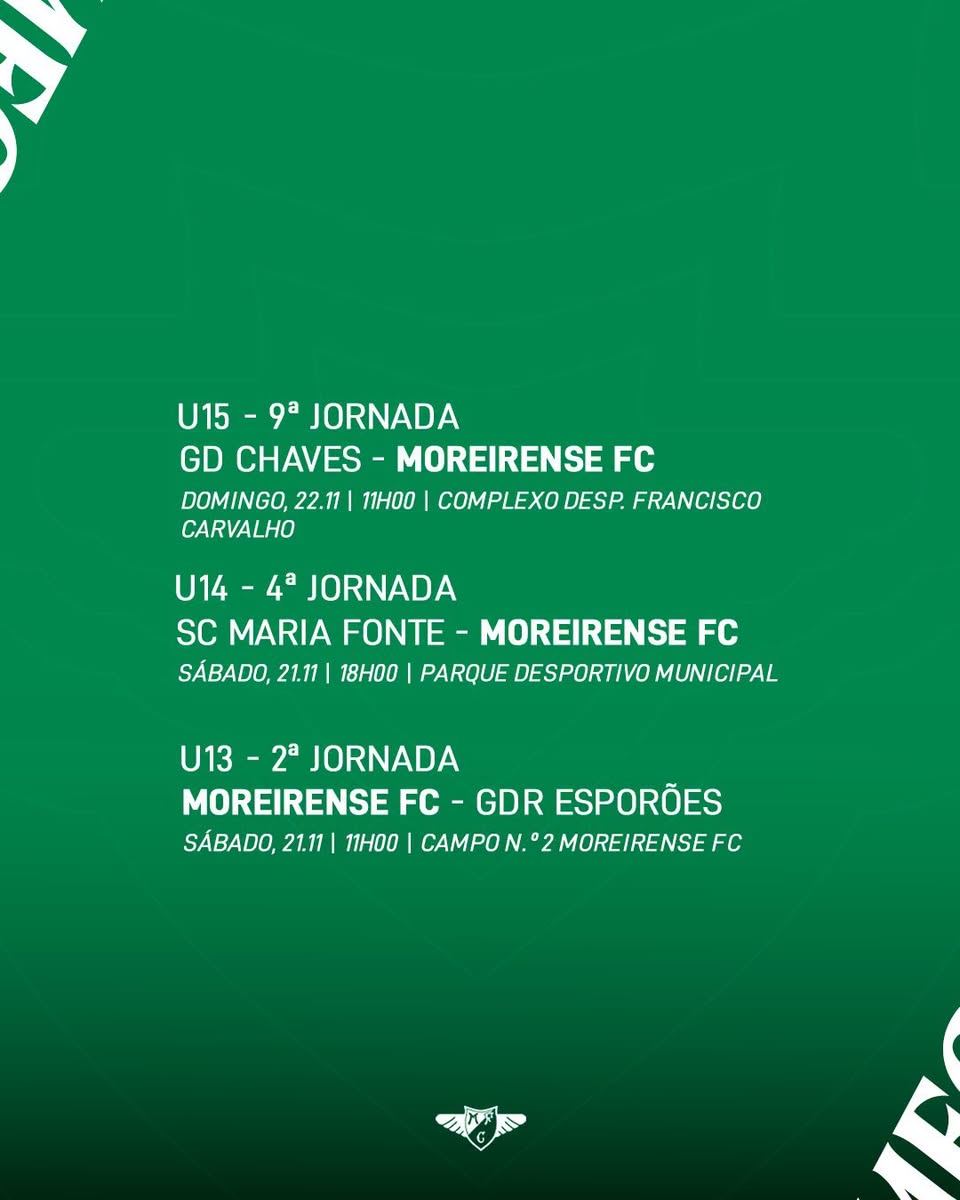 U15 - 9ª JORNADA
GD CHAVES - MOREIRENSE FC
DOMINGO, 22.11 | 11H00 | COMPLEXO DESP. FRANCISCO
CARVALHO
U14 - 4ª JORNADA
SC MARIA FONTE - MOREIRENSE FC
SÁBADO, 21.11 | 18H00 | PARQUE DESPORTIVO MUNICIPAL
U13 - 2ª JORNADA
MOREIRENSE FC - GDR ESPORÕES
SÁBADO, 21.11 | 11H00 | CAMPO N.º 2 MOREIRENSE FC
MFC